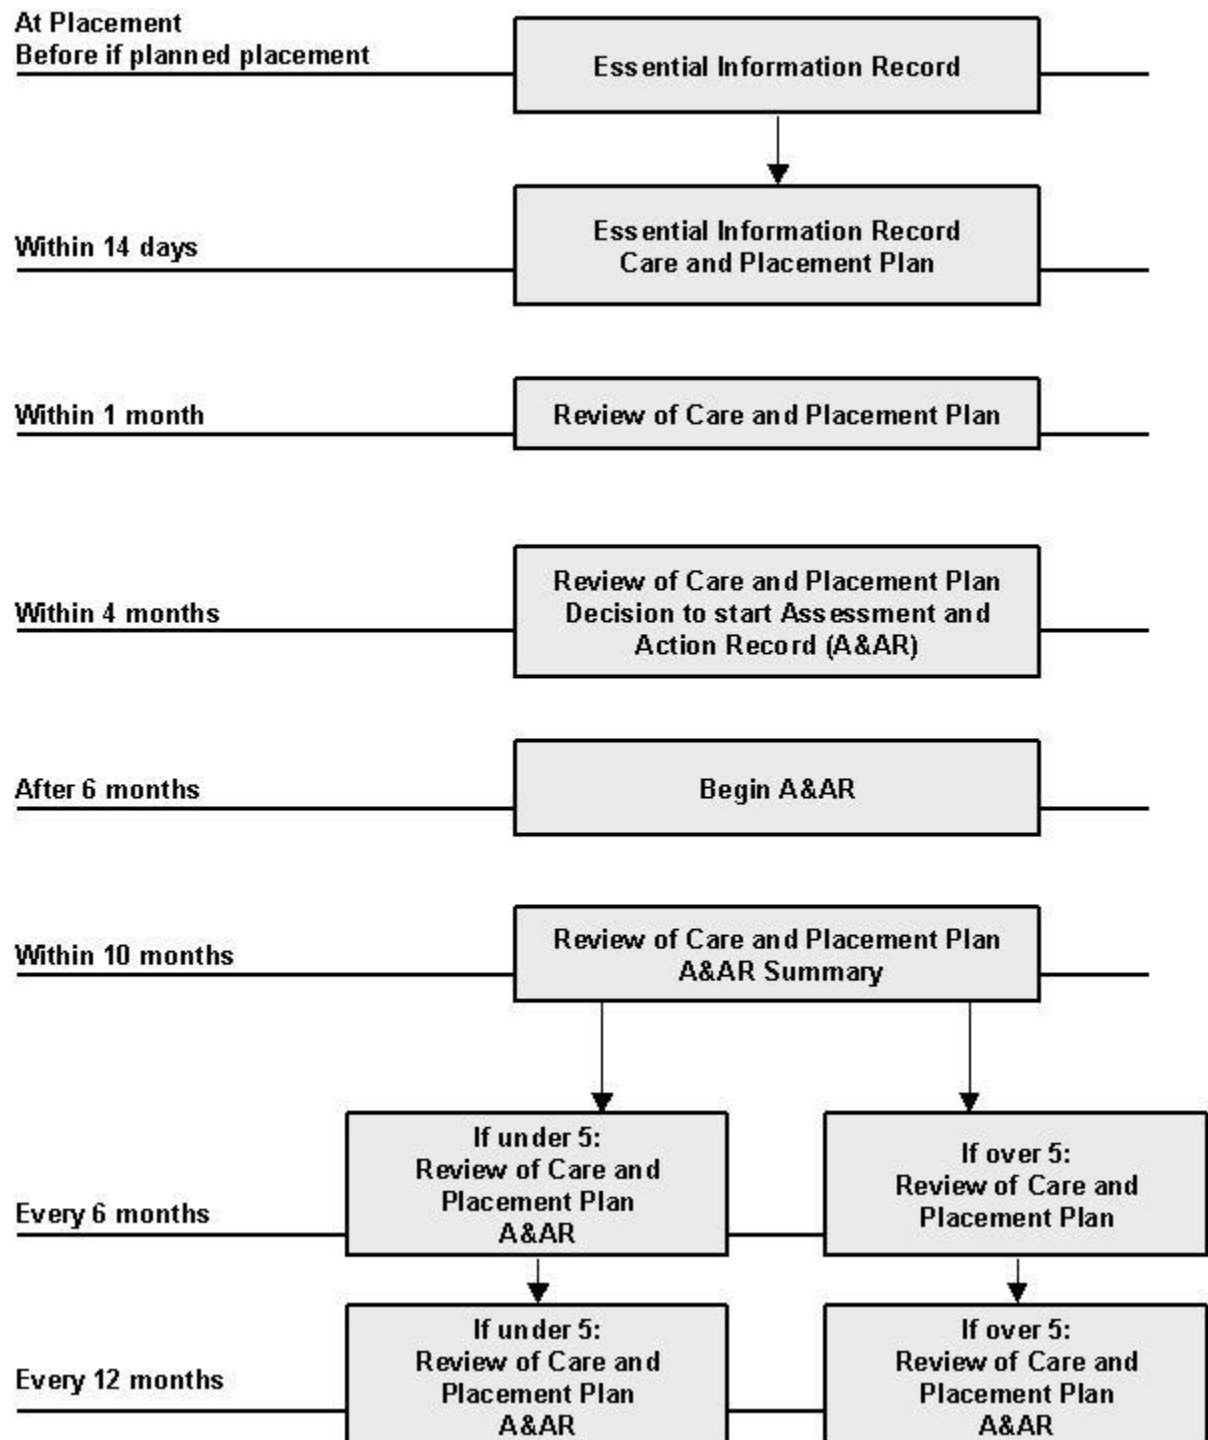 At Placement
Before if planned placement
Essential Information Record
Within 14 days
Essential Information Record
Care and Placement Plan
Within 1 month
Review of Care and Placement Plan
Within 4 months
Review of Care and Placement Plan
Decision to start Assessment and
Action Record (A&AR)
After 6 months
Begin A&AR
Within 10 months
Review of Care and Placement Plan
A&AR Summary
Every 6 months
If under 5:
Review of Care and
Placement Plan
A&AR
If over 5:
Review of Care and
Placement Plan
Every 12 months
If under 5:
Review of Care and
Placement Plan
A&AR
If over 5:
Review of Care and
Placement Plan
A&AR